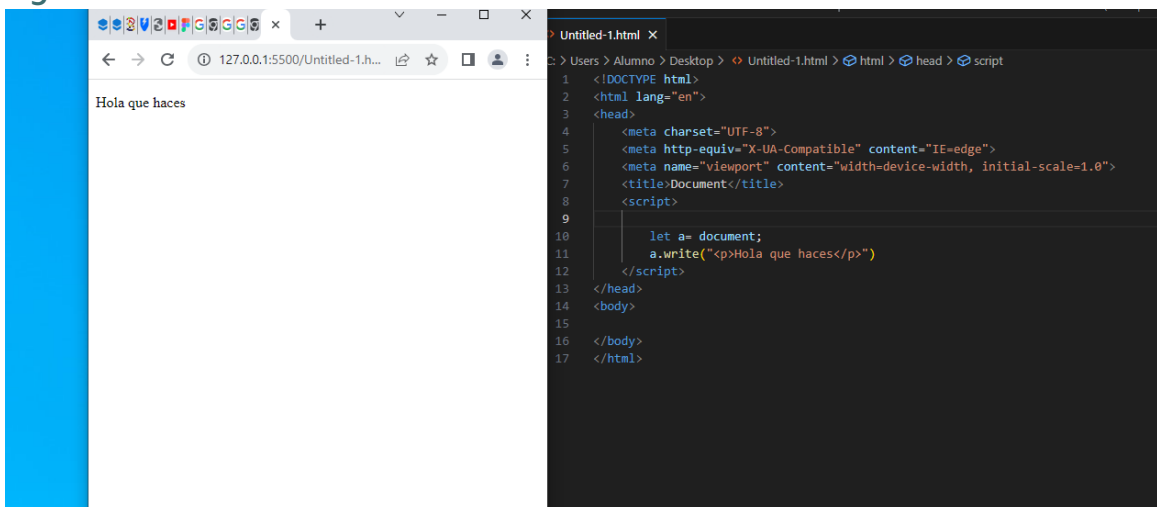 127.0.0.1:5500/Untitled-1.h...
Hola que haces
Untitled-1.html
C: > Users > Alumno > Desktop > Untitled-1.html > html > head > script
1 <!DOCTYPE html>
2 <html lang="en">
3 <head>
4 <meta charset="UTF-8">
5 <meta http-equiv="X-UA-Compatible" content="IE=edge">
6 <meta name="viewport" content="width=device-width, initial-scale=1.0">
7 <title>Document</title>
8 <script>
9
10 let a= document;
11 a.write("<p>Hola que haces</p>")
12 </script>
13 </head>
14 <body>
15
16 </body>
17 </html>